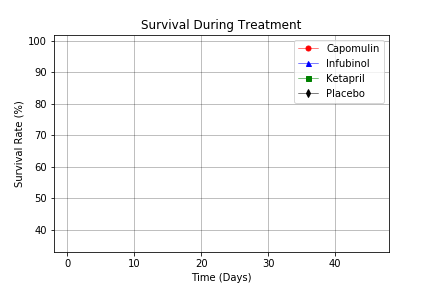 Survival During Treatment
Capomulin
Infubinol
Ketapril
Placebo
Survival Rate (%)
100
90
80
70
60
50
40
0 10 20 30 40
Time (Days)